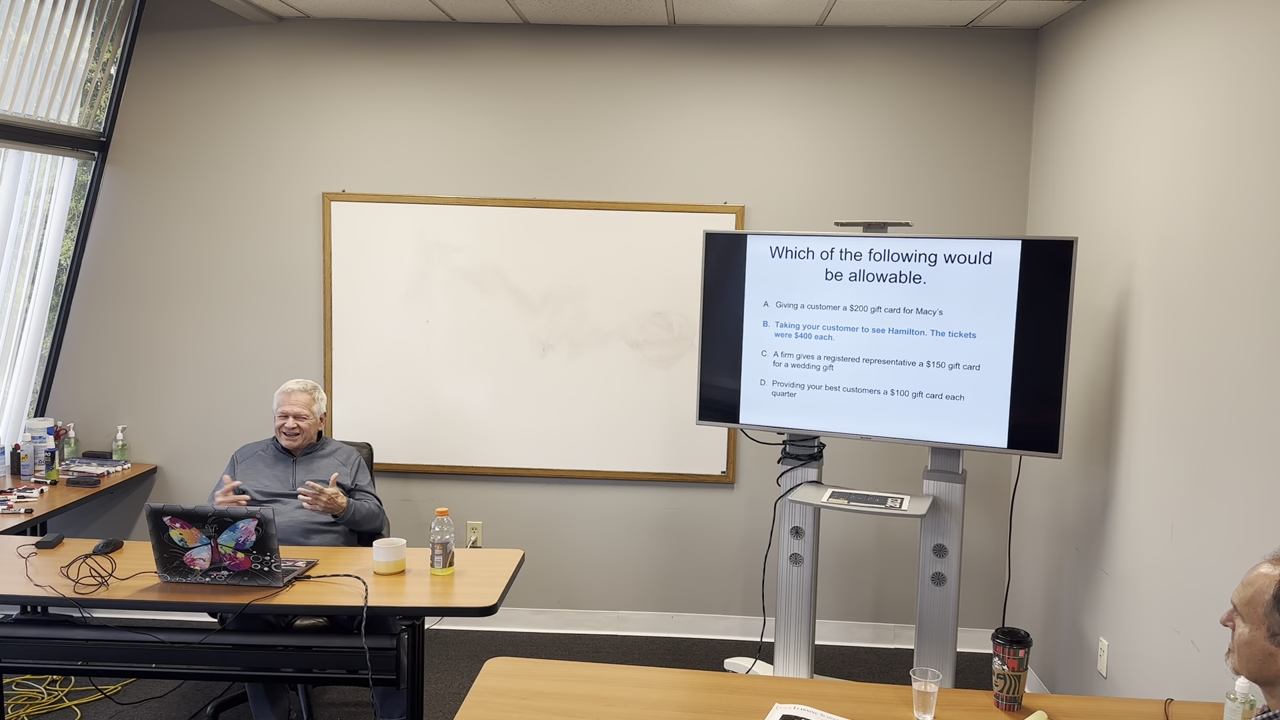 Which of the following would
be allowable.
A. Giving a customer a $200 gift card for Macy's
B. Taking your customer to see Hamilton. The tickets
were $400 each.
C. A firm gives a registered representative a $150 gift card
for a wedding gift
D. Providing your best customers a $100 gift card each
quarter